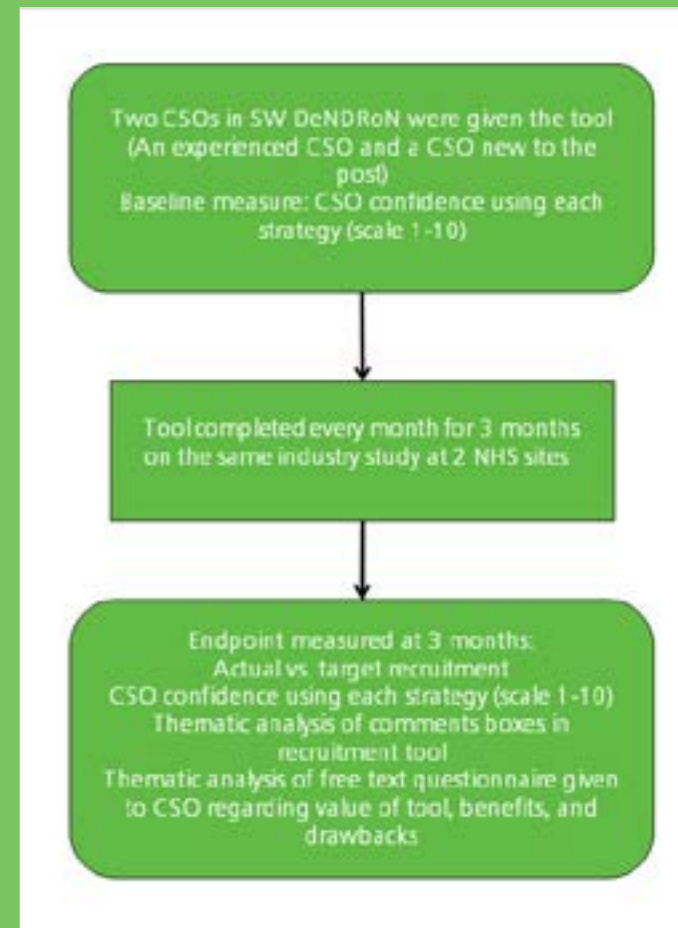 Two CSOs in SW DeNDRoN were given the tool
(An experienced CSO and a CSO new to the
post)
Baseline measure: CSO confidence using each
strategy (scale 1-10)
Tool completed every month for 3 months
on the same industry study at 2 NHS sites
Endpoint measured at 3 months:
Actual vs. target recruitment
CSO confidence using each strategy (scale 1-10)
Thematic analysis of comments boxes in
recruitment tool
Thematic analysis of free text questionnaire given
to CSO regarding value of tool, benefits, and
drawbacks